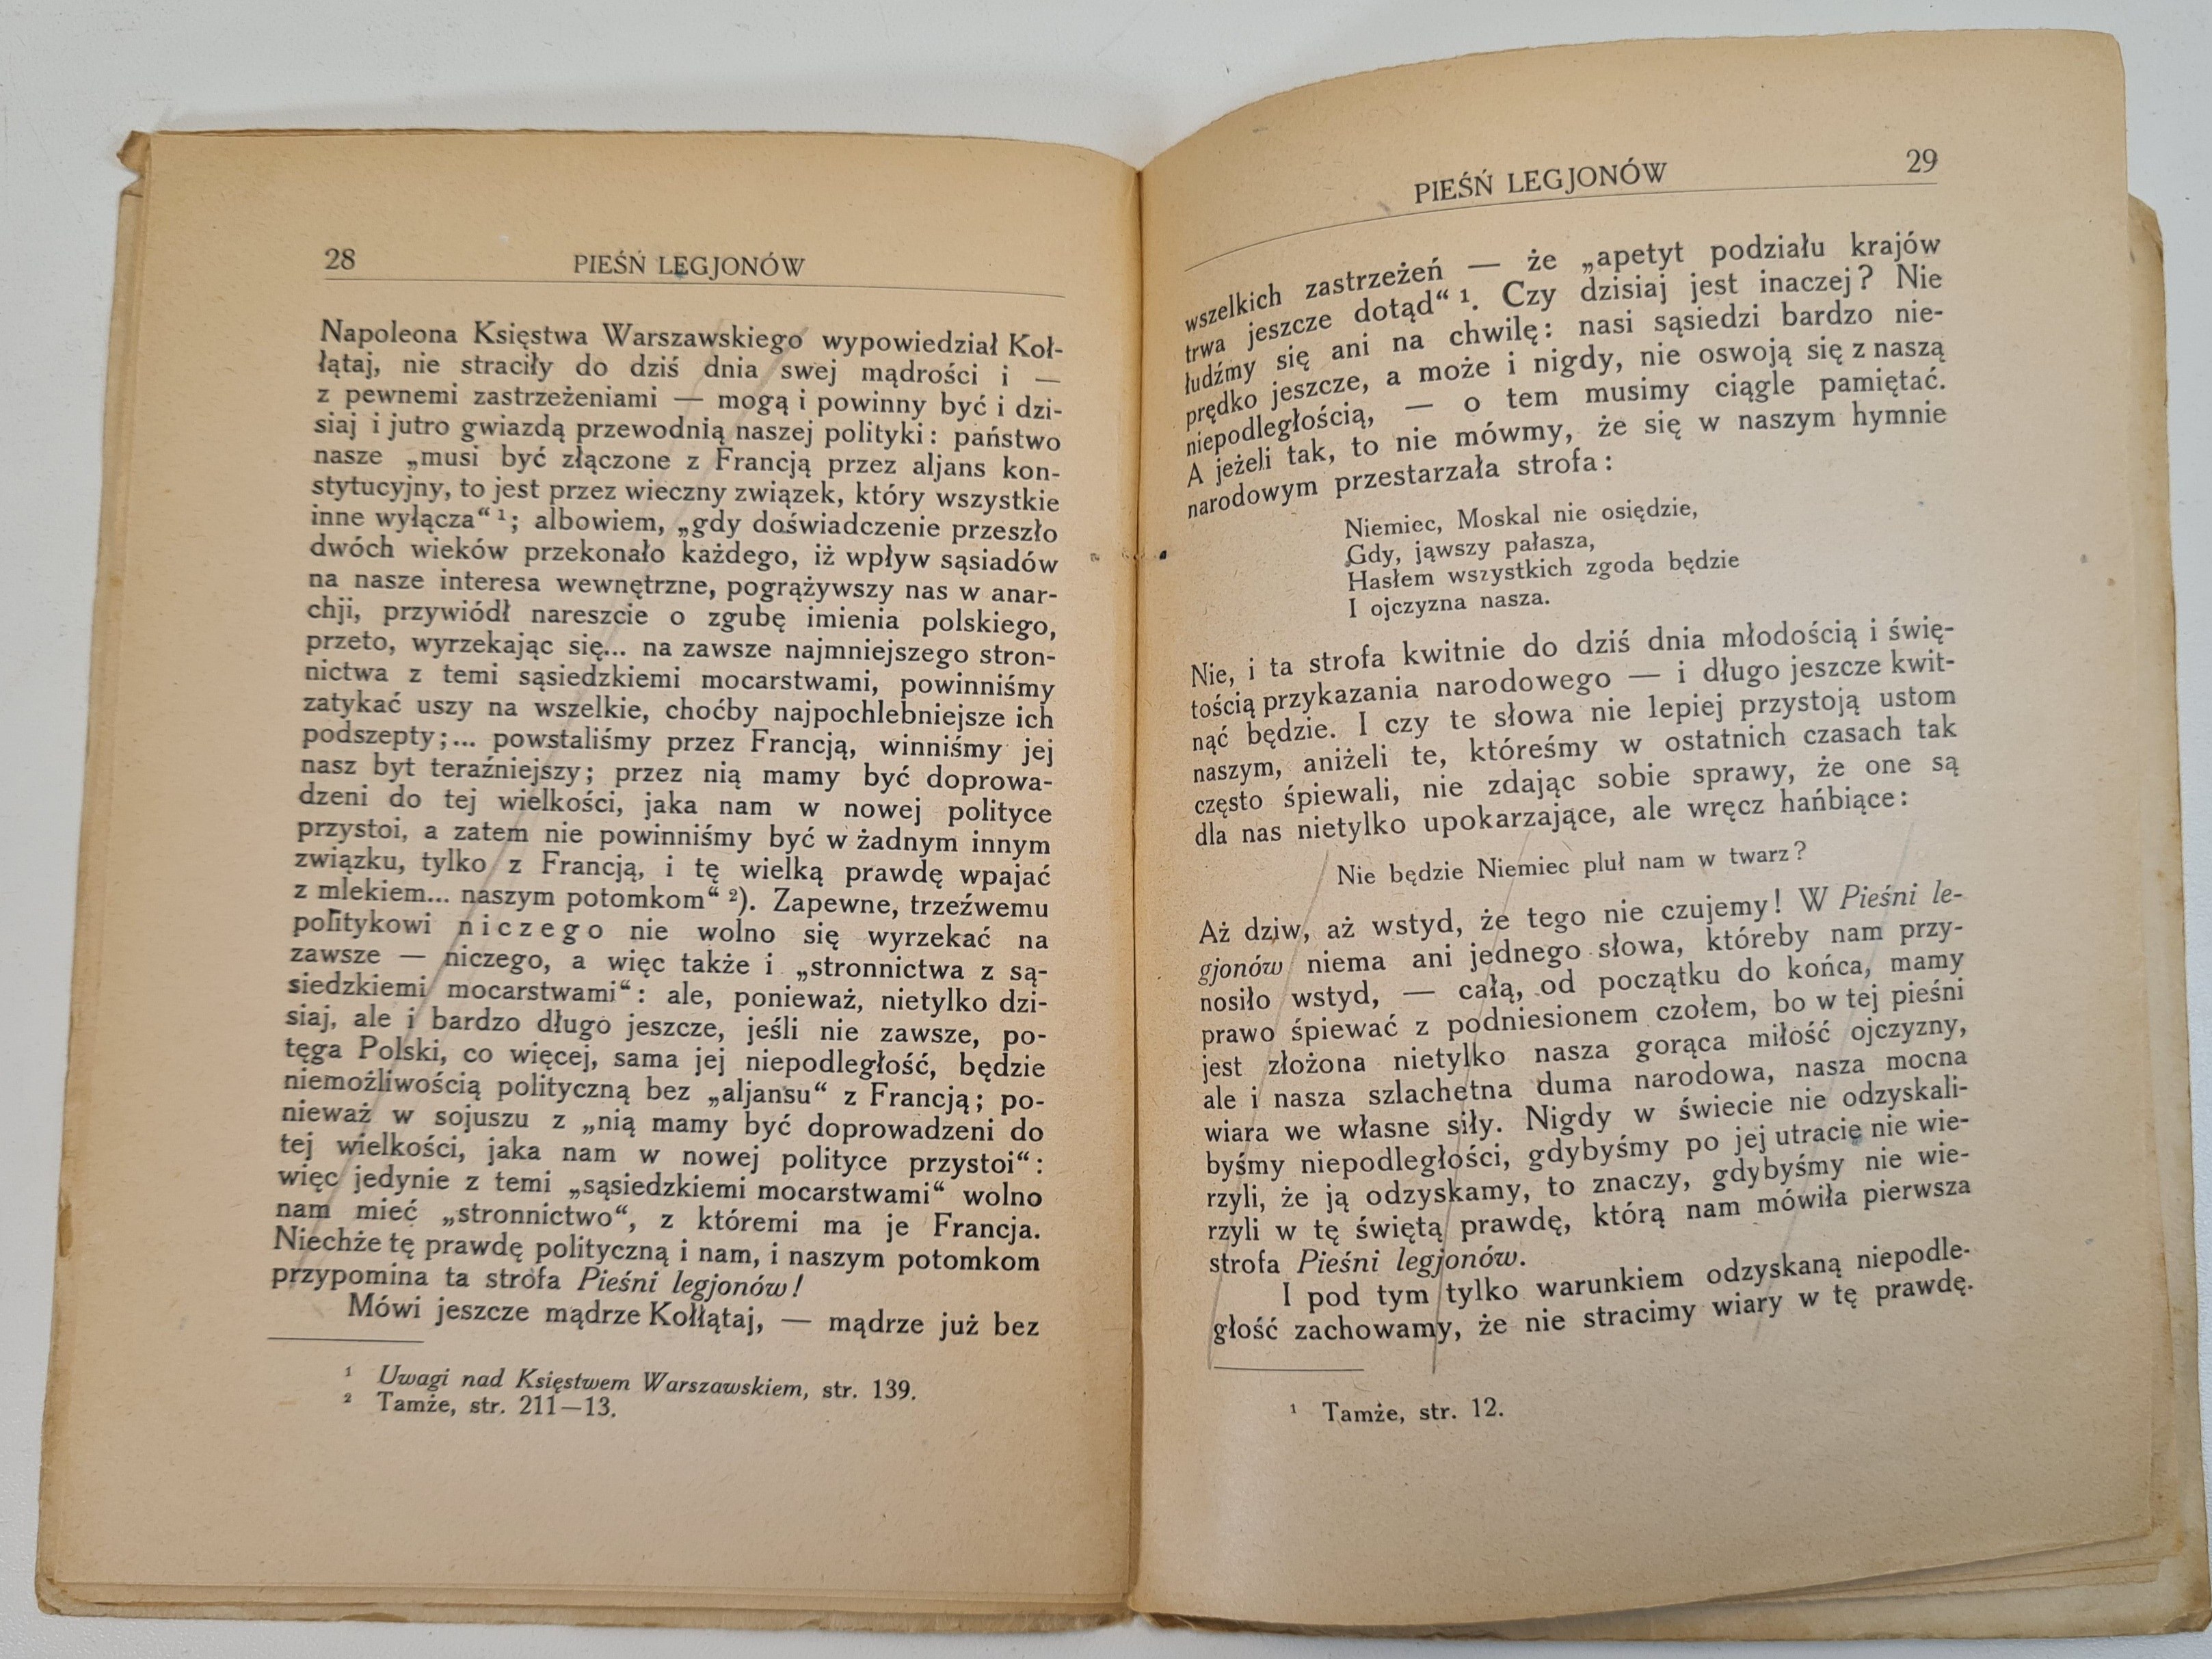 28 PIEŚŃ LEGJONÓW
Napoleona Księstwa Warszawskiego wypowiedział Koł-
łątaj, nie straciły do dziś dnia swej mądrości i —
z pewnemi zastrzeżeniami — mogą i powinny być i dzi-
siaj i jutro gwiazdą przewodnią naszej polityki: państwo
nasze „musi być złączone z Francją przez aljans kon-
stytucyjny, to jest przez wieczny związek, który wszystkie
inne wyłącza“ ¹; albowiem, „gdy doświadczenie przeszło
dwóch wieków przekonało każdego, iż wpływ sąsiadów
na nasze interesa wewnętrzne, pogrążywszy nas w anar-
chji, przywiódł nareszcie o zgubę imienia polskiego,
przeto, wyrzekając się... na zawsze najmniejszego stron-
nictwa z temi sąsiedzkiemi mocarstwami, powinniśmy
zatykać uszy na wszelkie, choćby najpochlebniejsze ich
podszepty;... powstaliśmy przez Francją, winniśmy jej
nasz byt teraźniejszy; przez nią mamy być doprowa-
dzeni do tej wielkości, jaka nam w nowej polityce
przystoi, a zatem nie powinniśmy być w żadnym innym
związku, tylko z Francją, i tę wielką prawdę wpajać
z mlekiem... naszym potomkom“ ²). Zapewne, trzeźwemu
politykowi niczego nie wolno się wyrzekać na
zawsze — niczego, a więc także i „stronnictwa z są-
siedzkiemi mocarstwami“: ale, ponieważ, nietylko dzi-
siaj, ale i bardzo długo jeszcze, jeśli nie zawsze, po-
tęga Polski, co więcej, sama jej niepodległość, będzie
niemożliwością polityczną bez „aljansu“ z Francją; po-
nieważ w sojuszu z „nią mamy być doprowadzeni do
tej wielkości, jaka nam w nowej polityce przystoi“:
więc jedynie z temi „sąsiedzkiemi mocarstwami“ wolno
nam mieć „stronnictwo“, z któremi ma je Francja.
Niechże tę prawdę polityczną i nam, i naszym potomkom
przypomina ta strofa Pieśni legjonów!
Mówi jeszcze mądrze Kołłątaj, — mądrze już bez
¹ Uwagi nad Księstwem Warszawskiem, str. 139.
² Tamże, str. 211—13.
PIEŚŃ LEGJONÓW 29
wszelkich zastrzeżeń — że „apetyt podziału krajów
trwa jeszcze dotąd“ ¹. Czy dzisiaj jest inaczej? Nie
łudźmy się ani na chwilę: nasi sąsiedzi bardzo nie-
prędko jeszcze, a może i nigdy, nie oswoją się z naszą
niepodległością, — o tem musimy ciągle pamiętać.
A jeżeli tak, to nie mówmy, że się w naszym hymnie
narodowym przestarzała strofa:
Niemiec, Moskal nie osiędzie,
Gdy, jąwszy pałasza,
Hasłem wszystkich zgoda będzie
I ojczyzna nasza.
Nie, i ta strofa kwitnie do dziś dnia młodością i świę-
tością przykazania narodowego — i długo jeszcze kwit-
nąć będzie. I czy te słowa nie lepiej przystoją ustom
naszym, aniżeli te, któreśmy w ostatnich czasach tak
często śpiewali, nie zdając sobie sprawy, że one są
dla nas nietylko upokarzające, ale wręcz hańbiące:
Nie będzie Niemiec pluł nam w twarz?
Aż dziw, aż wstyd, że tego nie czujemy! W Pieśni le-
gjonów niema ani jednego słowa, któreby nam przy-
nosiło wstyd, — całą, od początku do końca, mamy
prawo śpiewać z podniesionem czołem, bo w tej pieśni
jest złożona nietylko nasza gorąca miłość ojczyzny,
ale i nasza szlachetna duma narodowa, nasza mocna
wiara we własne siły. Nigdy w świecie nie odzyskali-
byśmy niepodległości, gdybyśmy po jej utracie nie wie-
rzyli, że ją odzyskamy, to znaczy, gdybyśmy nie wie-
rzyli w tę świętą prawdę, którą nam mówiła pierwsza
strofa Pieśni legjonów.
I pod tym tylko warunkiem odzyskaną niepodle-
głość zachowamy, że nie stracimy wiary w tę prawdę.
¹ Tamże, str. 12.